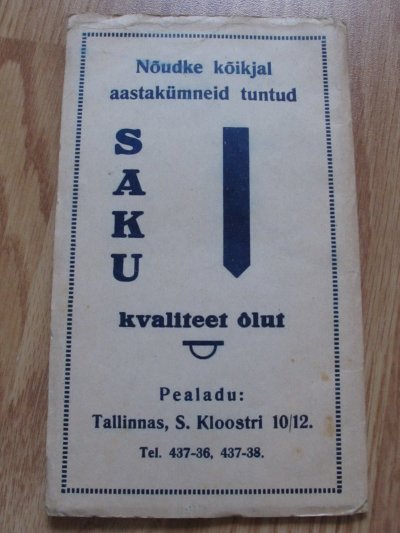 Nõudke kõikjal
aastakümneid tuntud
SAKU
kvaliteet õlut
Pealadu:
Tallinnas, S. Kloostri 10/12.
Tel. 437-36, 437-38.